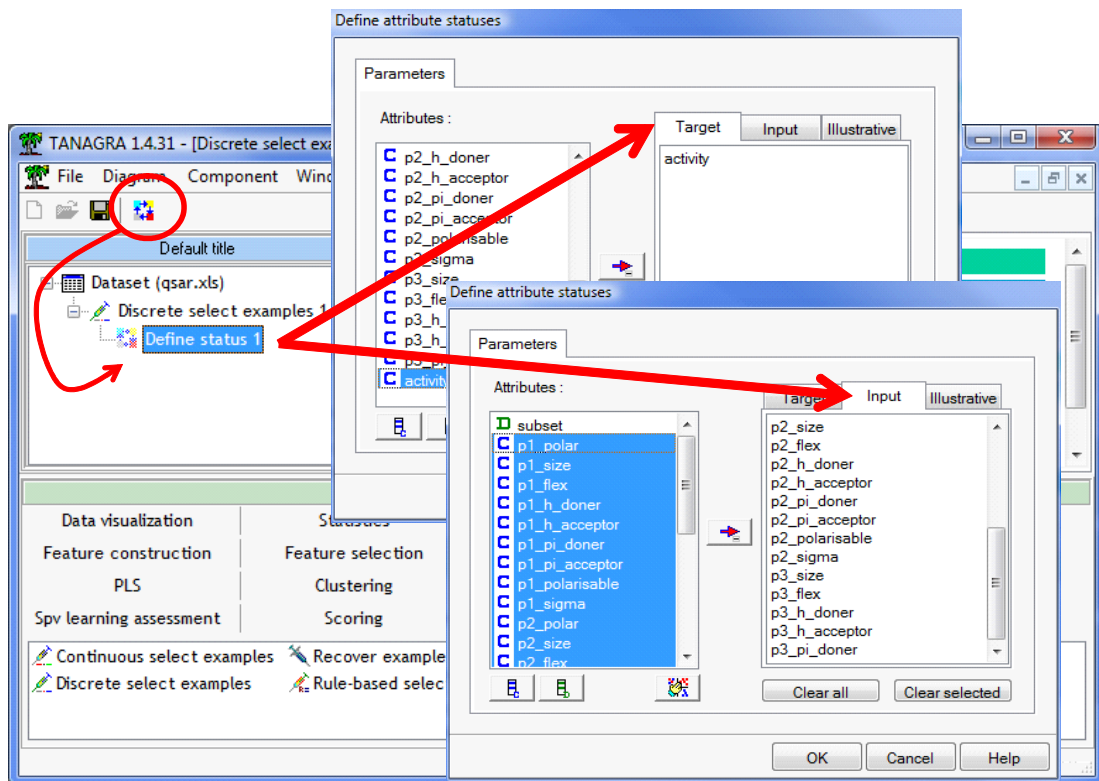 Define attribute statuses
Parameters
Attributes :
p2_h_doner
p2_h_acceptor
p2_pi_doner
p2_pi_acceptor
p2_polarisable
p2_sigma
p3_size
p3_fle
p3_h_
p3_h_
p3_pi
activity
Target Input Illustrative
activity
TANAGRA 1.4.31 - [Discrete select exa
File Diagram Component Wind
Default title
Dataset (qsar.xls)
Discrete select examples 1
Define status 1
Data visualization Statistics
Feature construction Feature selection
PLS Clustering
Spv learning assessment Scoring
Continuous select examples Recover example
Discrete select examples Rule-based selec
Define attribute statuses
Parameters
Attributes :
D subset
C p1_polar
C p1_size
C p1_flex
C p1_h_doner
C p1_h_acceptor
C p1_pi_doner
C p1_pi_acceptor
C p1_polarisable
C p1_sigma
C p2_polar
C p2_size
C p2_flex
Target Input Illustrative
p2_size
p2_flex
p2_h_doner
p2_h_acceptor
p2_pi_doner
p2_pi_acceptor
p2_polarisable
p2_sigma
p3_size
p3_flex
p3_h_doner
p3_h_acceptor
p3_pi_doner
Clear all Clear selected
OK Cancel Help